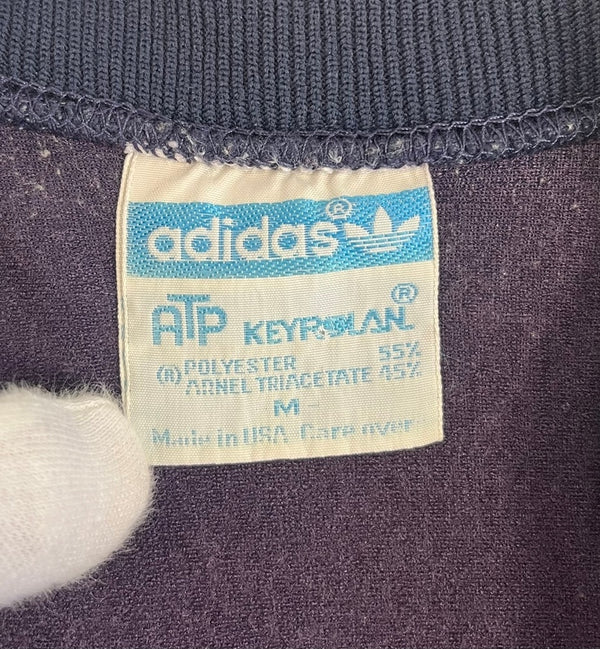 adidas®
ATP KEYROLAN®
POLYESTER 55%
(R) ARNEL TRIACETATE 45%
M
Made in USA Care over